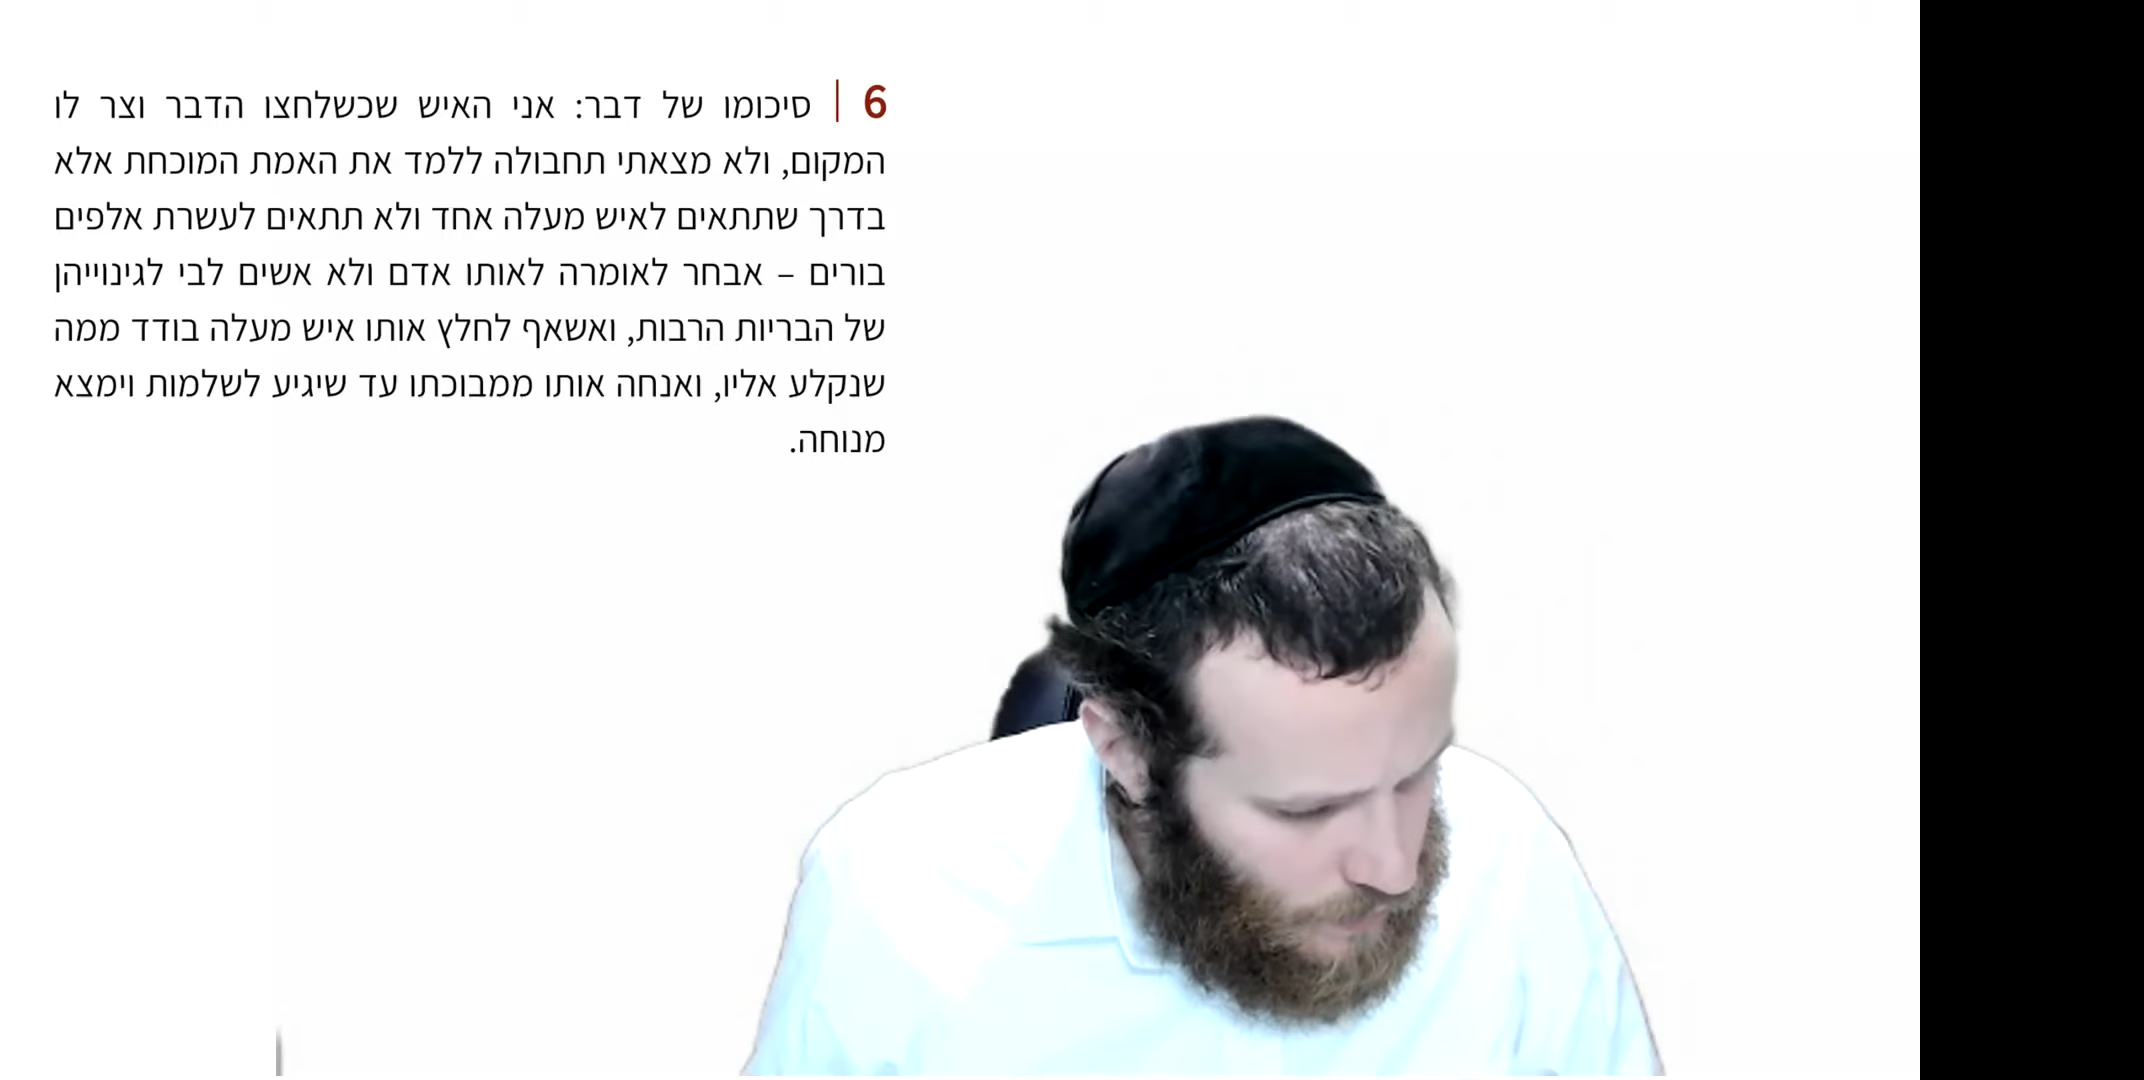 6 | סיכומו של דבר: אני האיש שכשלחצו הדבר וצר לו
המקום, ולא מצאתי תחבולה ללמד את האמת המוכחת אלא
בדרך שתתאים לאיש מעלה אחד ולא תתאים לעשרת אלפים
בורים – אבחר לאומרה לאותו אדם ולא אשים לבי לגינוייהן
של הבריות הרבות, ואשאף לחלץ אותו איש מעלה בודד ממה
שנקלע אליו, ואנחה אותו ממבוכתו עד שיגיע לשלמות וימצא
מנוחה.